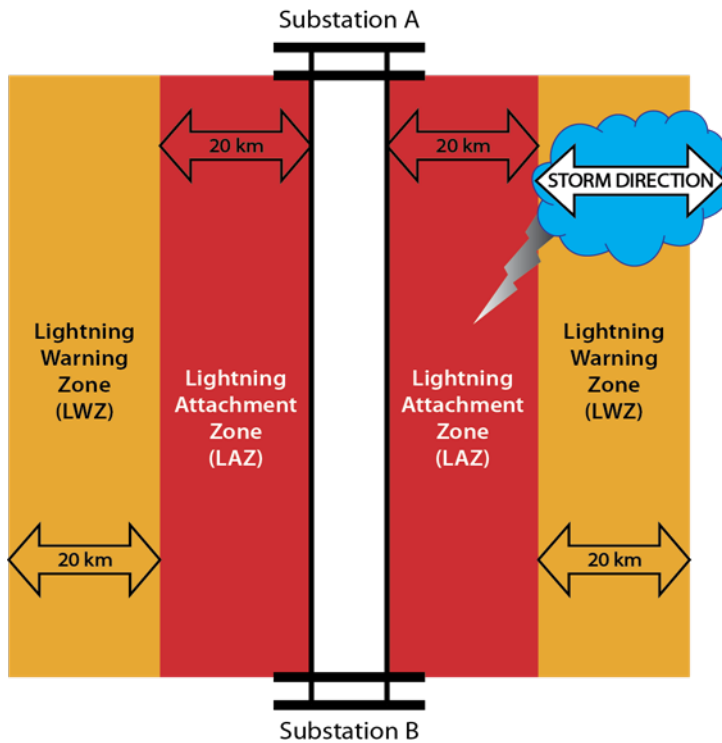 Substation A
20 km
20 km
STORM DIRECTION
Lightning
Warning
Zone
(LWZ)
Lightning
Attachment
Zone
(LAZ)
Lightning
Attachment
Zone
(LAZ)
Lightning
Warning
Zone
(LWZ)
20 km
20 km
Substation B